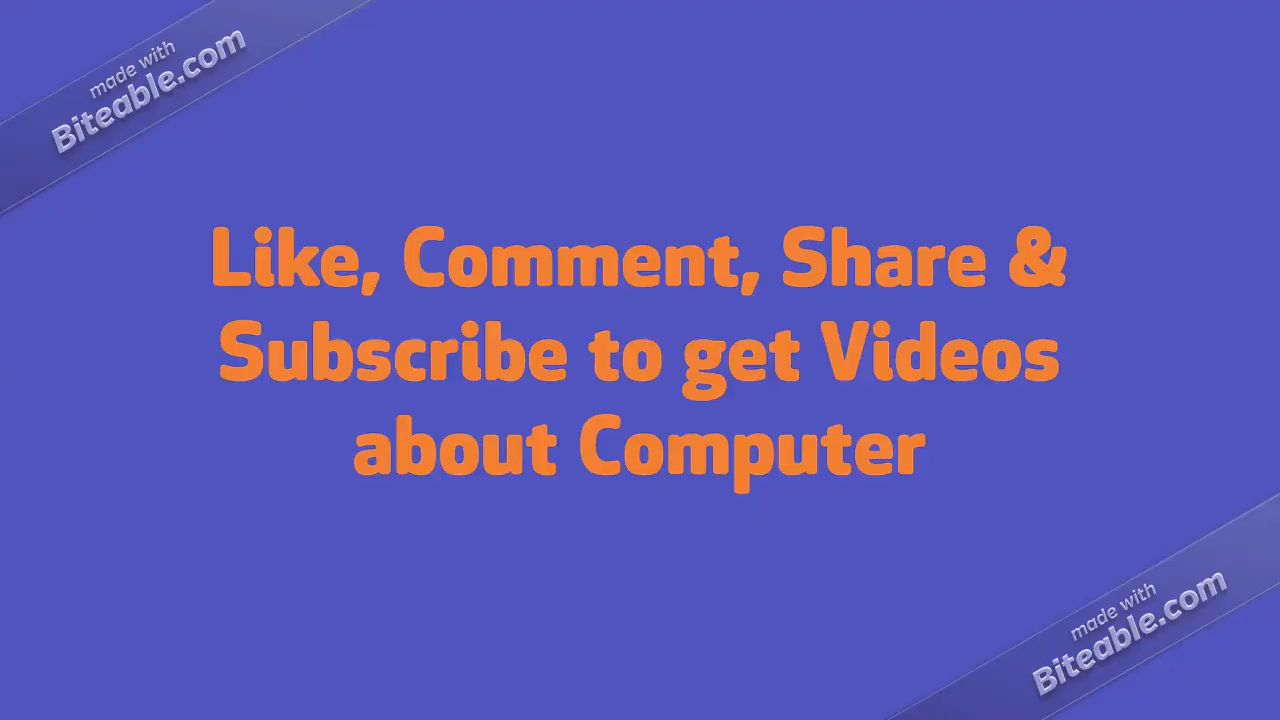 made with
Biteable.com
Like, Comment, Share &
Subscribe to get Videos
about Computer
made with
Biteable.com